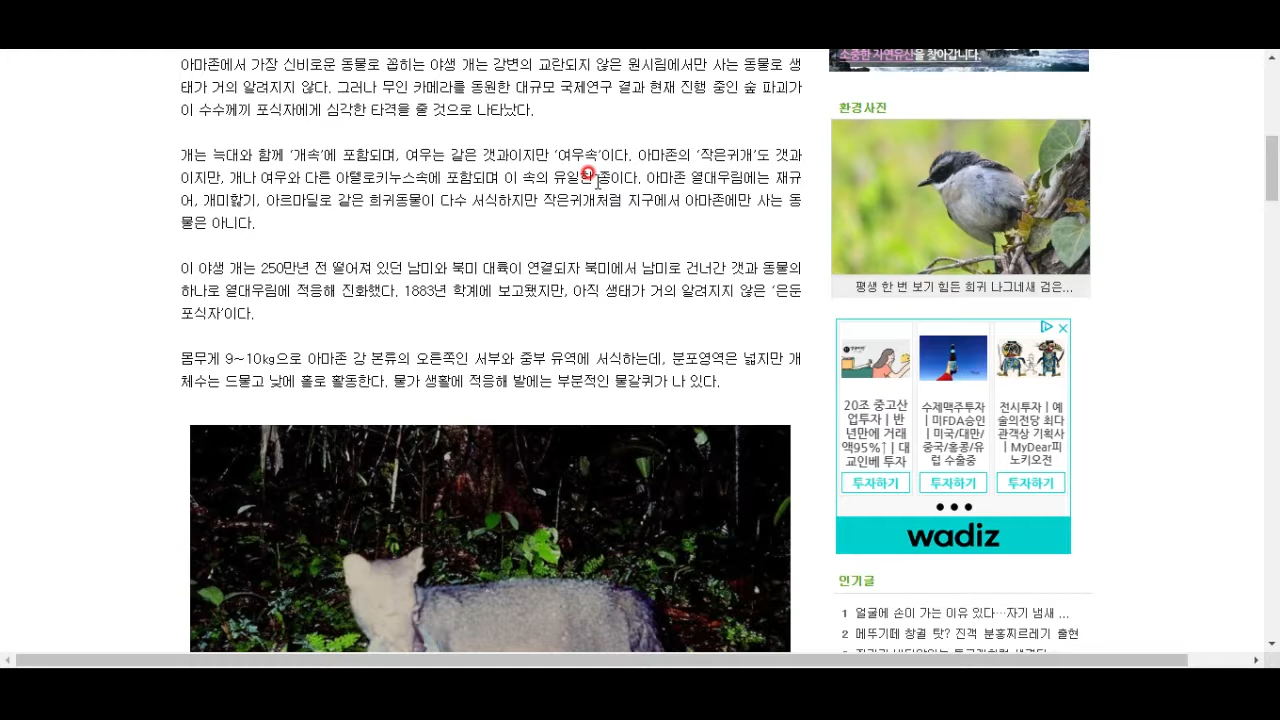 소중한 자연유산을 찾아갑니다.
아마존에서 가장 신비로운 동물로 꼽히는 야생 개는 강변의 교란되지 않은 원시림에서만 사는 동물로 생
태가 거의 알려지지 않다. 그러나 무인 카메라를 동원한 대규모 국제연구 결과 현재 진행 중인 숲 파괴가
이 수수께끼 포식자에게 심각한 타격을 줄 것으로 나타났다.
개는 늑대와 함께 ‘개속’에 포함되며, 여우는 같은 갯과이지만 ‘여우속’이다. 아마존의 ‘작은귀개’도 갯과
이지만, 개나 여우와 다른 아텔로키누스속에 포함되며 이 속의 유일한 종이다. 아마존 열대우림에는 재규
어, 개미핥기, 아르마딜로 같은 희귀동물이 다수 서식하지만 작은귀개처럼 지구에서 아마존에만 사는 동
물은 아니다.
이 야생 개는 250만년 전 떨어져 있던 남미와 북미 대륙이 연결되자 북미에서 남미로 건너간 갯과 동물의
하나로 열대우림에 적응해 진화했다. 1883년 학계에 보고됐지만, 아직 생태가 거의 알려지지 않은 ‘은둔
포식자’이다.
몸무게 9~10㎏으로 아마존 강 본류의 오른쪽인 서부와 중부 유역에 서식하는데, 분포영역은 넓지만 개
체수는 드물고 낮에 홀로 활동한다. 물가 생활에 적응해 발에는 부분적인 물갈퀴가 나 있다.
환경사진
평생 한 번 보기 힘든 희귀 나그네새 검은...
20조 중고산
업투자 | 반
년만에 거래
액95%↑ | 대
교인베 투자
투자하기
수제맥주투자
| 미FDA승인
| 미국/대만/
중국/홍콩/유
럽 수출중
투자하기
전시투자 | 예
술의전당 최다
관객상 기획사
| MyDear피
노키오전
투자하기
wadiz
인기글
1 얼굴에 손이 가는 이유 있다…자기 냄새 ...
2 메뚜기떼 창궐 탓? 진객 분홍찌르레기 출현